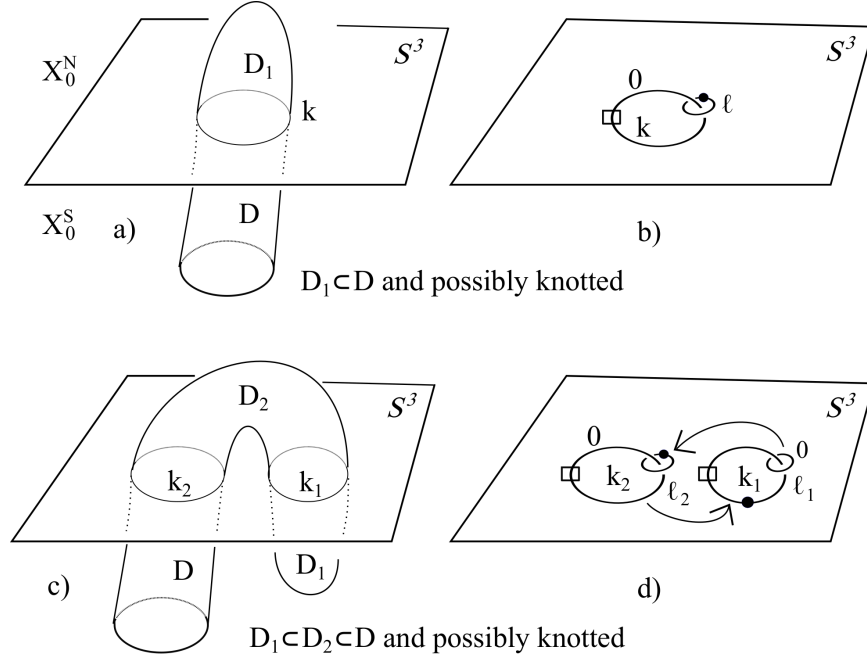 X₀ᴺ
D₁
k
S³
X₀ˢ
D
a)
0
k
ℓ
S³
b)
D₁⊂D and possibly knotted
D₂
k₂
k₁
S³
D
D₁
c)
0
k₂
ℓ₂
k₁
0
ℓ₁
S³
d)
D₁⊂D₂⊂D and possibly knotted